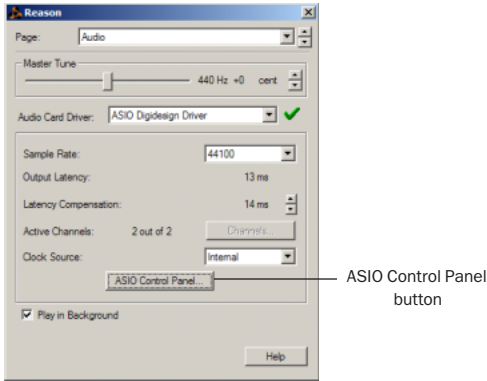 Reason
Page: Audio
Master Tune
440 Hz +0 cent
Audio Card Driver: ASIO Digidesign Driver
Sample Rate: 44100
Output Latency: 13 ms
Latency Compensation: 14 ms
Active Channels: 2 out of 2 Channels...
Clock Source: Internal
ASIO Control Panel...
ASIO Control Panel
button
Play in Background
Help